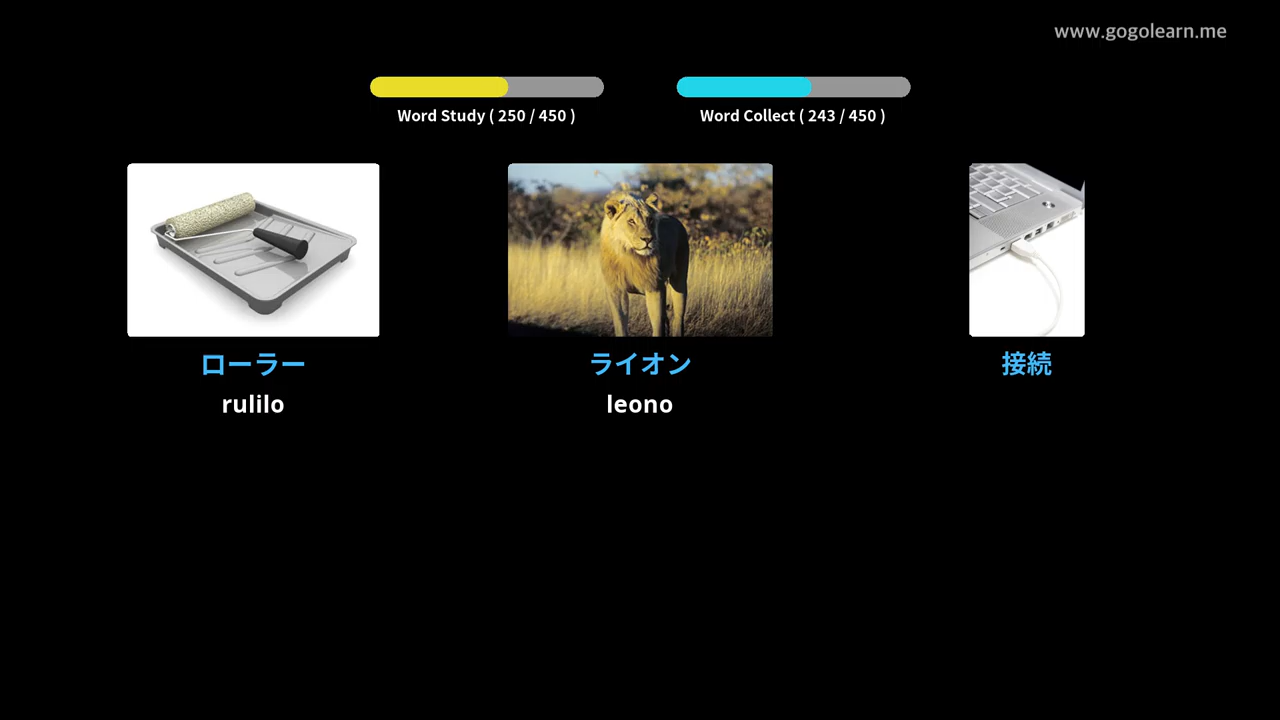 www.gogolearn.me
Word Study ( 250 / 450 )
Word Collect ( 243 / 450 )
ローラー
rulilo
ライオン
leono
接続